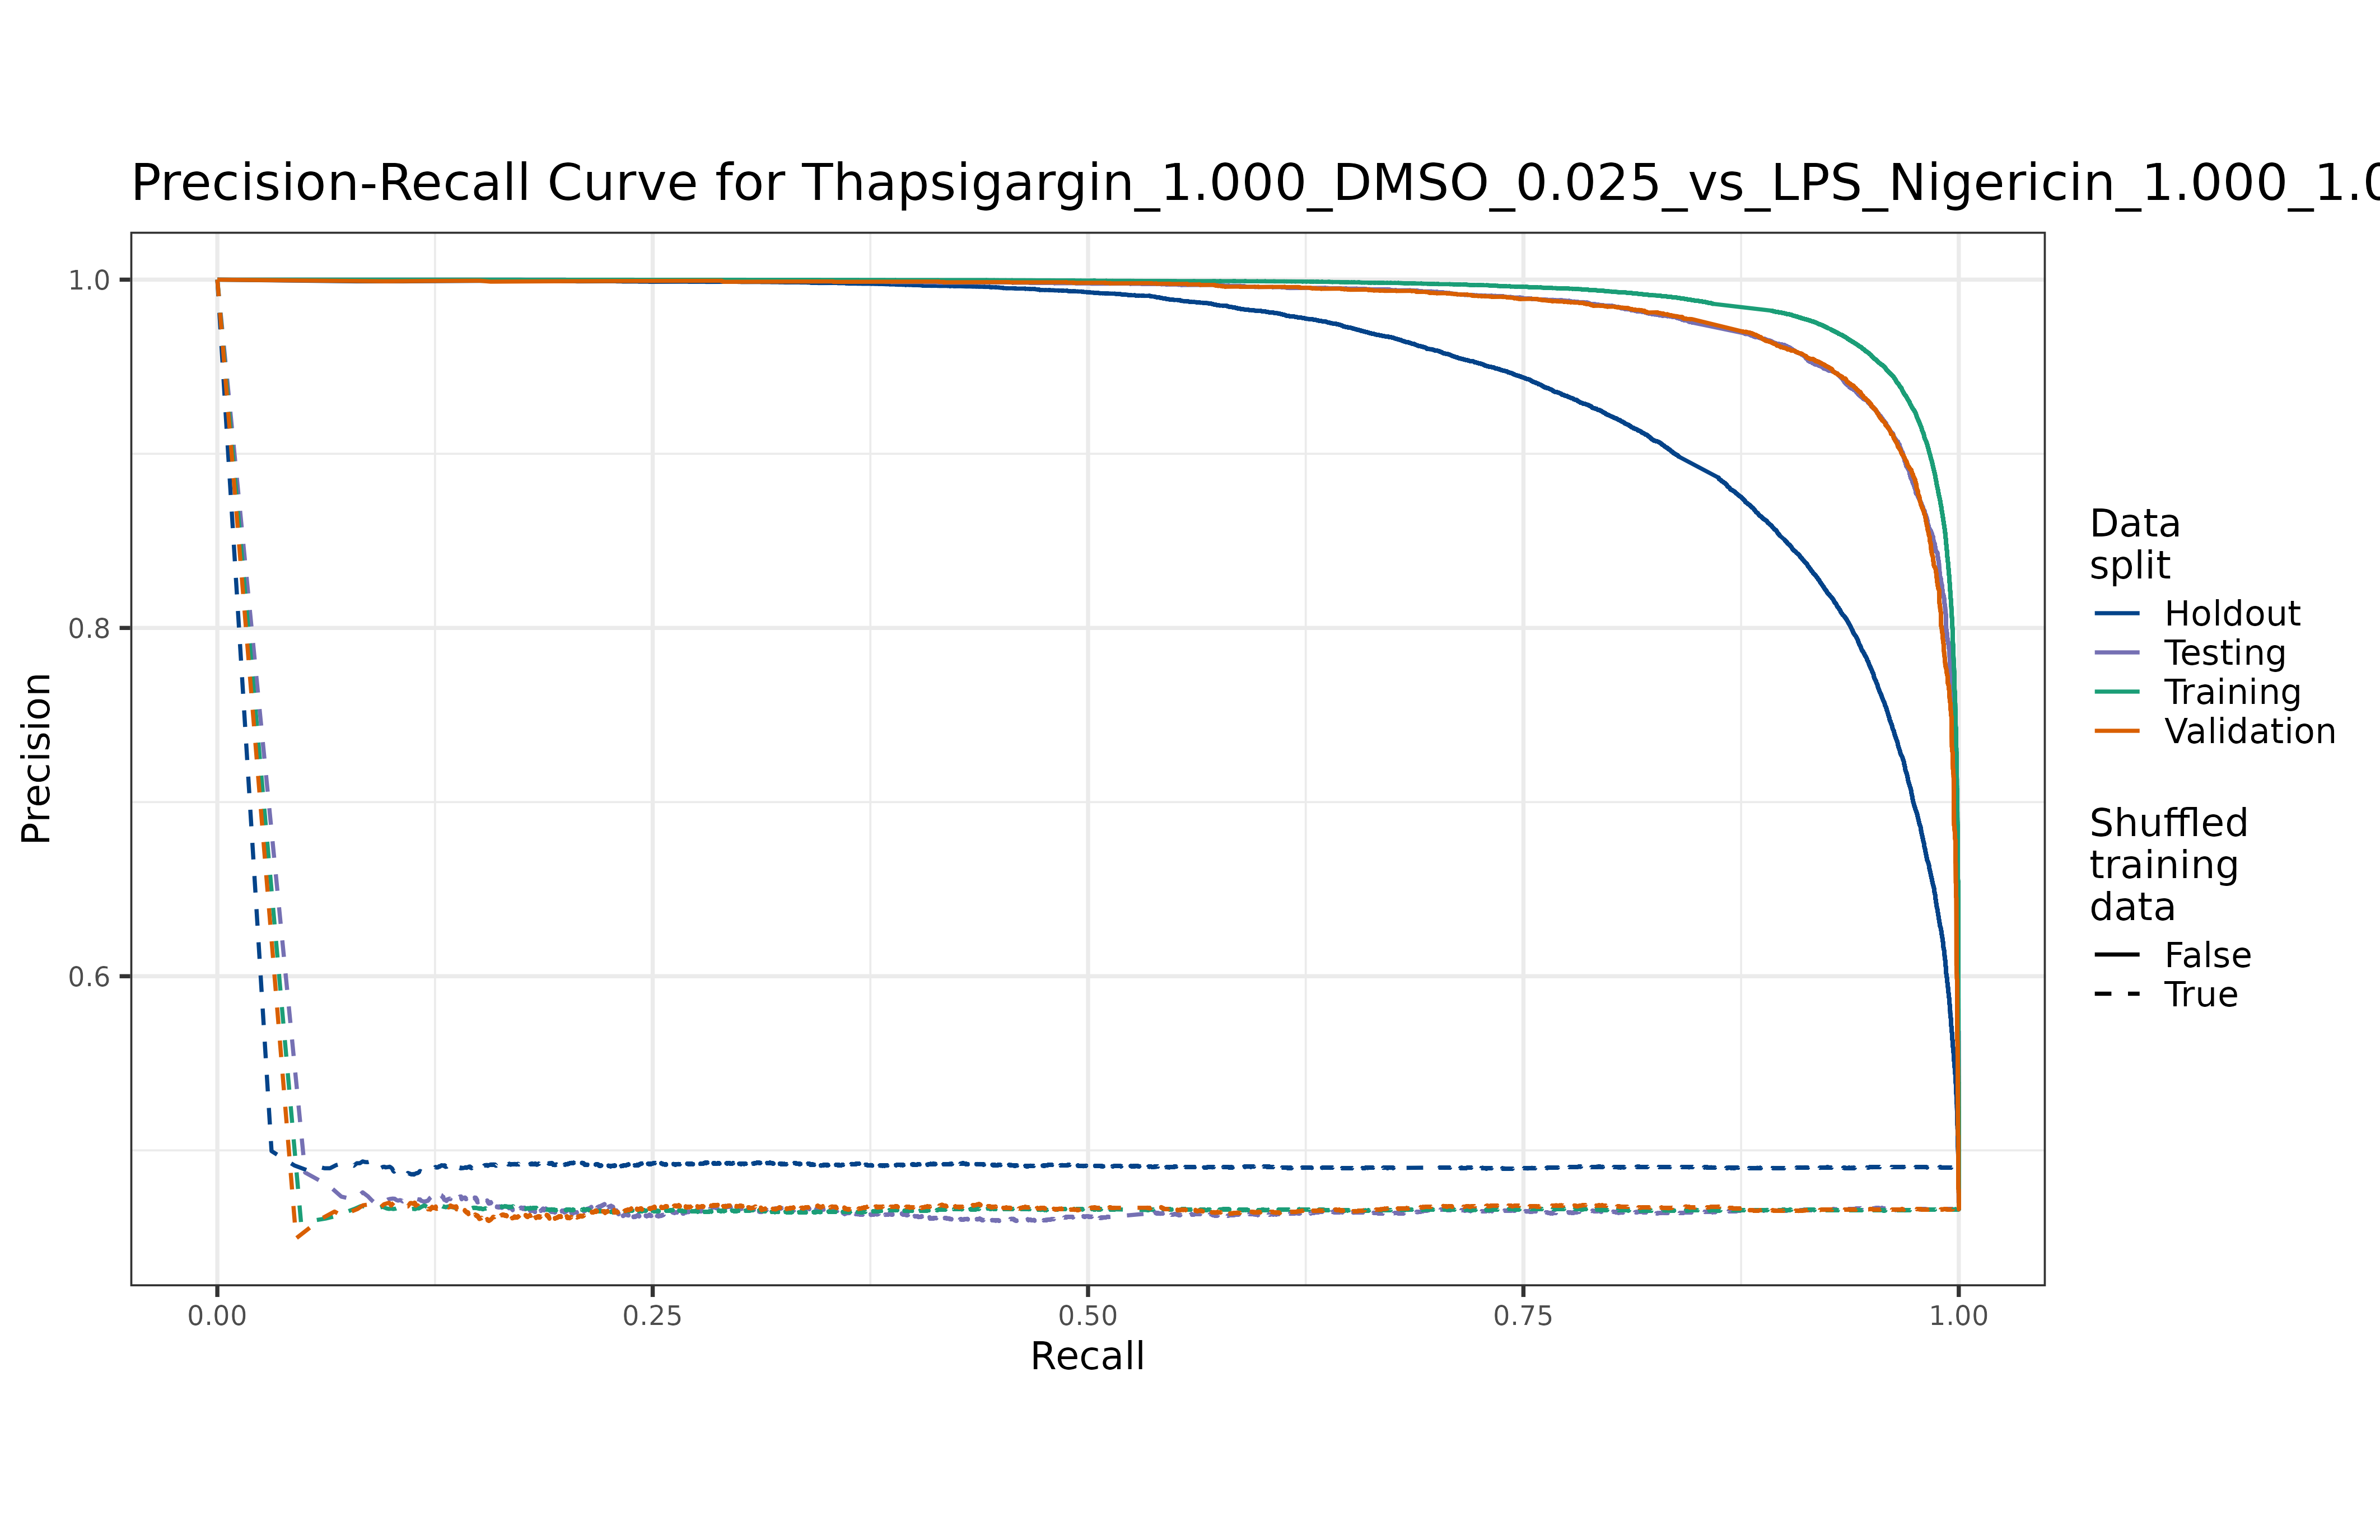 Precision-Recall Curve for Thapsigargin_1.000_DMSO_0.025_vs_LPS_Nigericin_1.000_1.0
1.0
0.8
0.6
Precision
0.00 0.25 0.50 0.75 1.00
Recall
Data
split
Holdout
Testing
Training
Validation
Shuffled
training
data
False
True